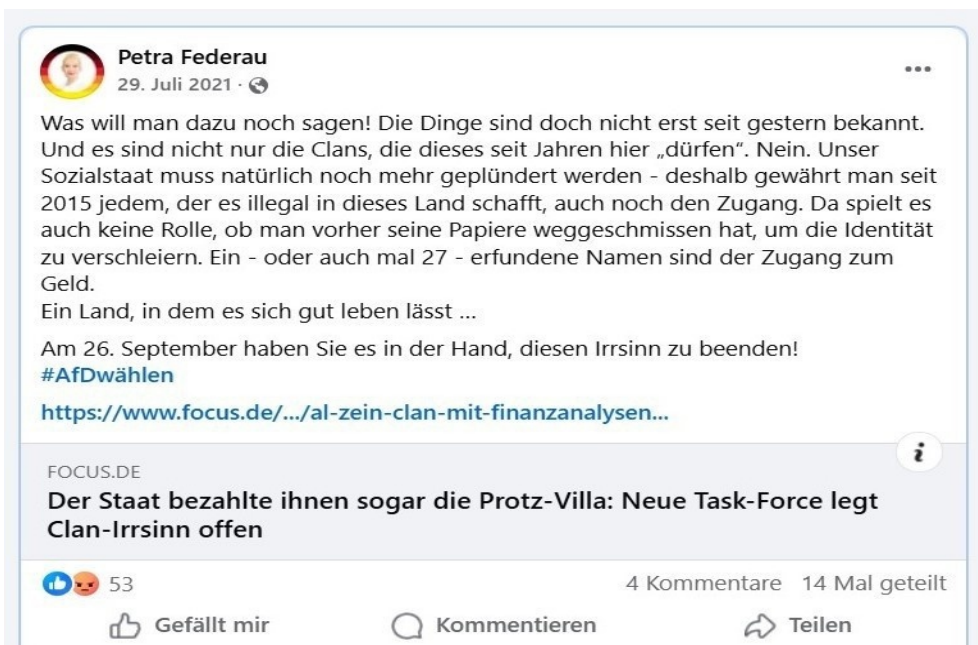 Petra Federau
29. Juli 2021 ·
Was will man dazu noch sagen! Die Dinge sind doch nicht erst seit gestern bekannt.
Und es sind nicht nur die Clans, die dieses seit Jahren hier „dürfen“. Nein. Unser
Sozialstaat muss natürlich noch mehr geplündert werden - deshalb gewährt man seit
2015 jedem, der es illegal in dieses Land schafft, auch noch den Zugang. Da spielt es
auch keine Rolle, ob man vorher seine Papiere weggeschmissen hat, um die Identität
zu verschleiern. Ein - oder auch mal 27 - erfundene Namen sind der Zugang zum
Geld.
Ein Land, in dem es sich gut leben lässt ...
Am 26. September haben Sie es in der Hand, diesen Irrsinn zu beenden!
#AfDwählen
https://www.focus.de/.../al-zein-clan-mit-finanzanalysen...
FOCUS.DE
Der Staat bezahlte ihnen sogar die Protz-Villa: Neue Task-Force legt
Clan-Irrsinn offen
53 4 Kommentare 14 Mal geteilt
Gefällt mir Kommentieren Teilen